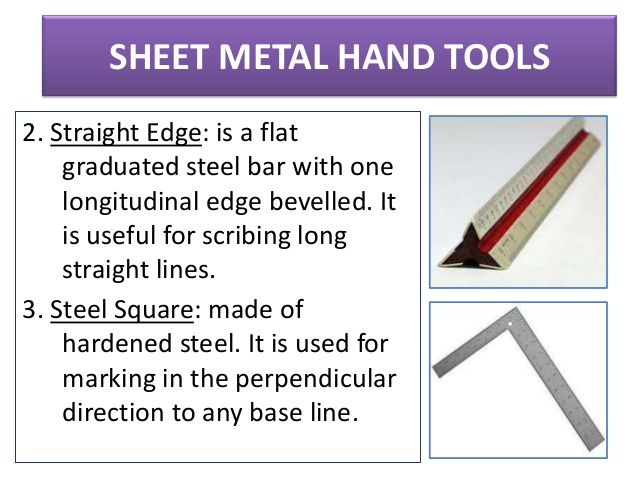 SHEET METAL HAND TOOLS
2. Straight Edge: is a flat
graduated steel bar with one
longitudinal edge bevelled. It
is useful for scribing long
straight lines.
3. Steel Square: made of
hardened steel. It is used for
marking in the perpendicular
direction to any base line.